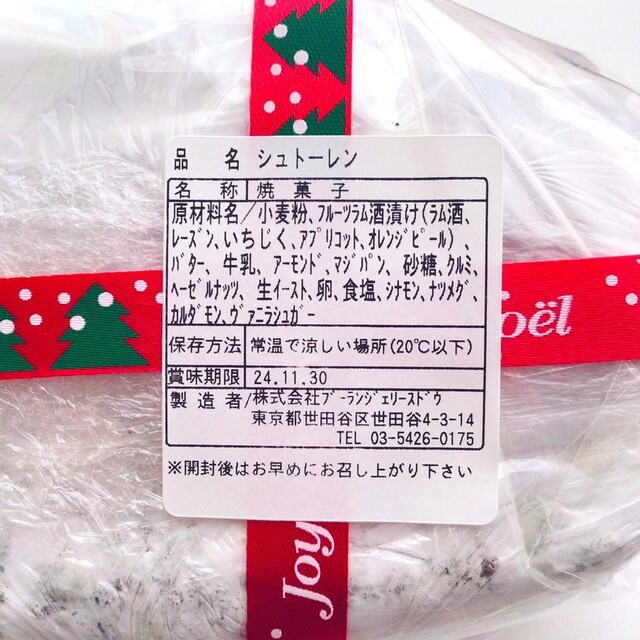 品 名 シュトーレン
名 称 焼 菓 子
原材料名／小麦粉､ﾌﾙｰﾂﾗﾑ酒漬け(ﾗﾑ酒､
ﾚｰｽﾞﾝ､いちじく､ｱﾌﾟﾘｺｯﾄ､ｵﾚﾝｼﾞﾋﾟｰﾙ)､
ﾊﾞﾀｰ､ 牛乳､ ｱｰﾓﾝﾄﾞ､ﾏｼﾞﾊﾟﾝ､ 砂糖､ｸﾙﾐ､
ﾍｰｾﾞﾙﾅｯﾂ､ 生ｲｰｽﾄ､卵､食塩､ｼﾅﾓﾝ､ﾅﾂﾒｸﾞ､
ｶﾙﾀﾞﾓﾝ､ｳﾞｧﾆﾗｼｭｶﾞｰ
保存方法 常温で涼しい場所(20℃以下)
賞味期限 24.11.30
製 造 者／株式会社ﾌﾞｰﾗﾝｼﾞｪﾘｰｽﾄﾞｩ
東京都世田谷区世田谷4-3-14
TEL 03-5426-0175
※開封後はお早めにお召し上がり下さい
oël
Joy